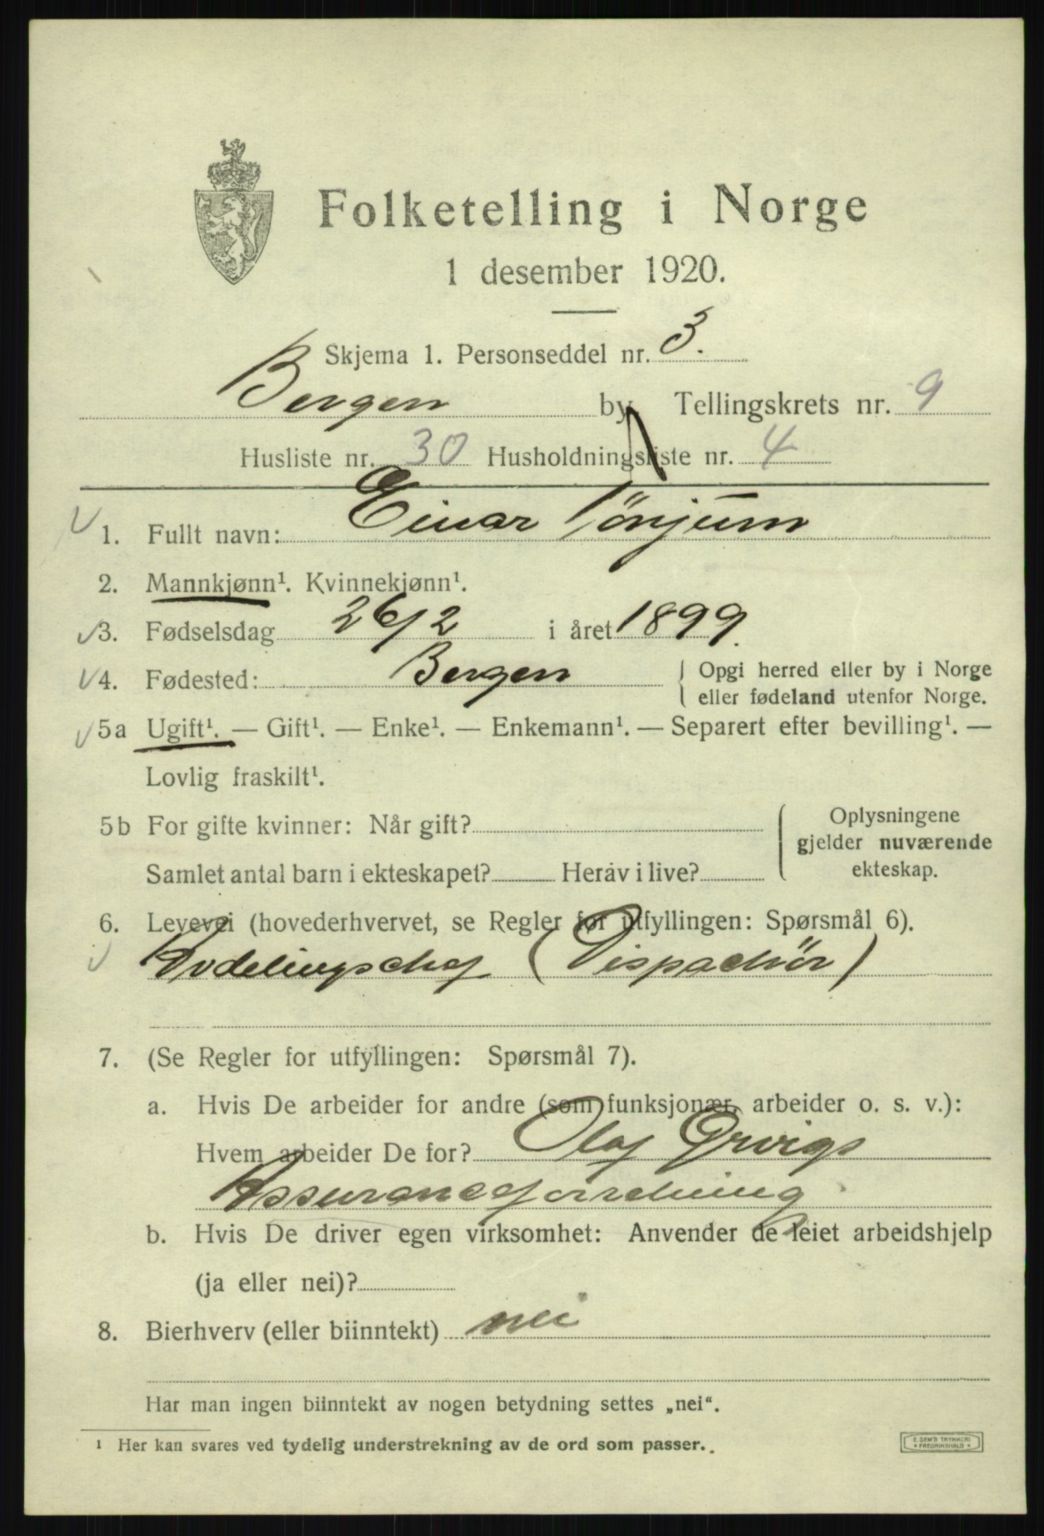 Folketelling i Norge
1 desember 1920.
Skjema 1. Personseddel nr. 3.
Bergen by Tellingskrets nr. 9
Husliste nr. 30 Husholdningsliste nr. 4
1. Fullt navn: Einar Tönjum
2. Mannkjønn¹. Kvinnekjønn¹.
3. Fødselsdag 26/2 i året 1899.
4. Fødested: Bergen { Opgi herred eller by i Norge
eller fødeland utenfor Norge.
5a Ugift¹. — Gift¹. — Enke¹. — Enkemann¹. — Separert efter bevilling¹. —
Lovlig fraskilt¹.
5b For gifte kvinner: Når gift?
Samlet antal barn i ekteskapet? Herav i live?
{ Oplysningene
gjelder nuværende
ekteskap.
6. Levevei (hovederhvervet, se Regler for utfyllingen: Spørsmål 6).
Avdelingschef (Dispachör)
7. (Se Regler for utfyllingen: Spørsmål 7).
a. Hvis De arbeider for andre (som funksjonær, arbeider o. s. v.):
Hvem arbeider De for? Olaf Ørvigs
Assuranceforretning
b. Hvis De driver egen virksomhet: Anvender de leiet arbeidshjelp
(ja eller nei)?
8. Bierhverv (eller biinntekt) nei
Har man ingen biinntekt av nogen betydning settes „nei“.
¹ Her kan svares ved tydelig understrekning av de ord som passer.
E. SEM'S TRYKKERI
FREDRIKSHALD